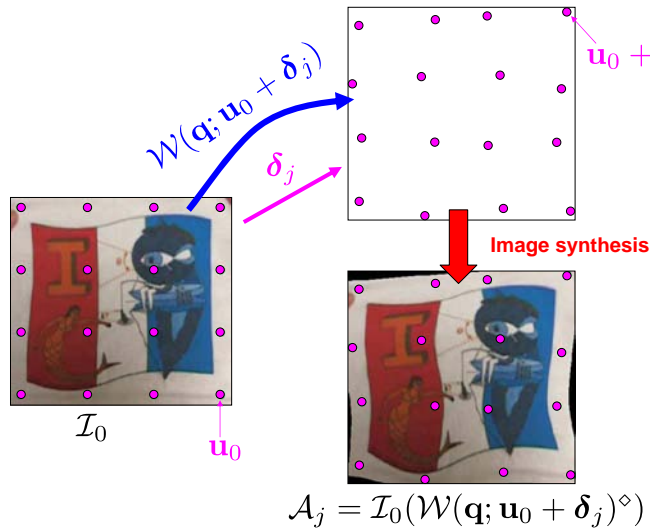 𝒲(𝐪; 𝐮₀ + 𝜹ⱼ)
𝐮₀ +
𝜹ⱼ
Image synthesis
I
I
ℐ₀
𝐮₀
𝒜ⱼ = ℐ₀(𝒲(𝐪; 𝐮₀ + 𝜹ⱼ)^⋄)